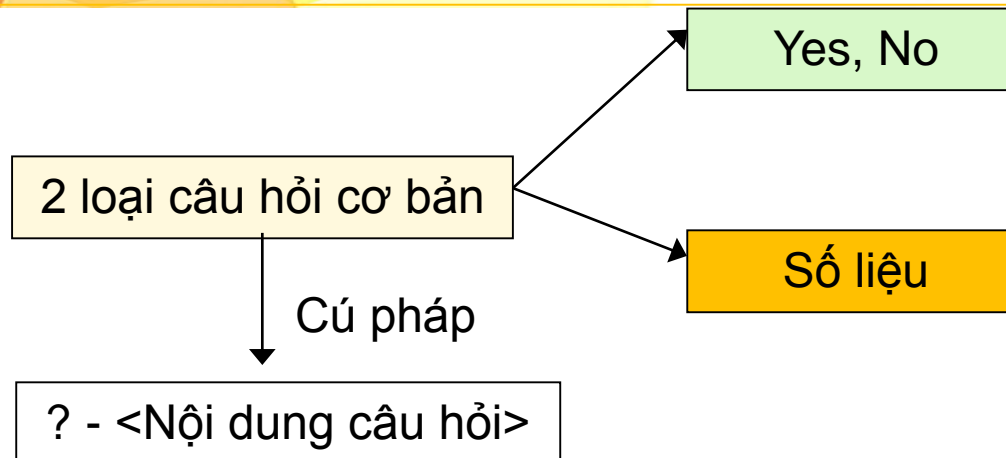 Yes, No
2 loại câu hỏi cơ bản
Số liệu
Cú pháp
? - <Nội dung câu hỏi>